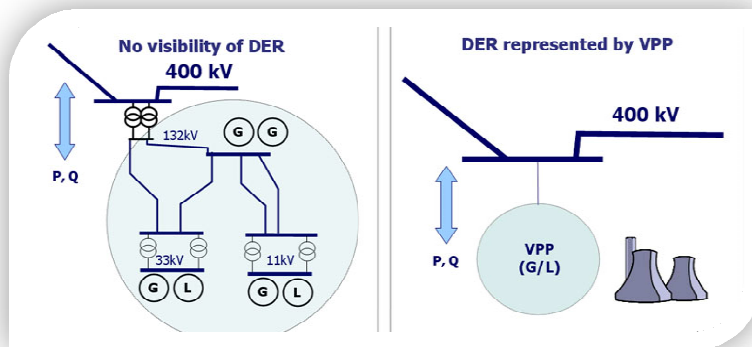 No visibility of DER
400 kV
132kV
G G
P, Q
33kV
11kV
G L
G L
DER represented by VPP
400 kV
VPP
(G/L)
P, Q